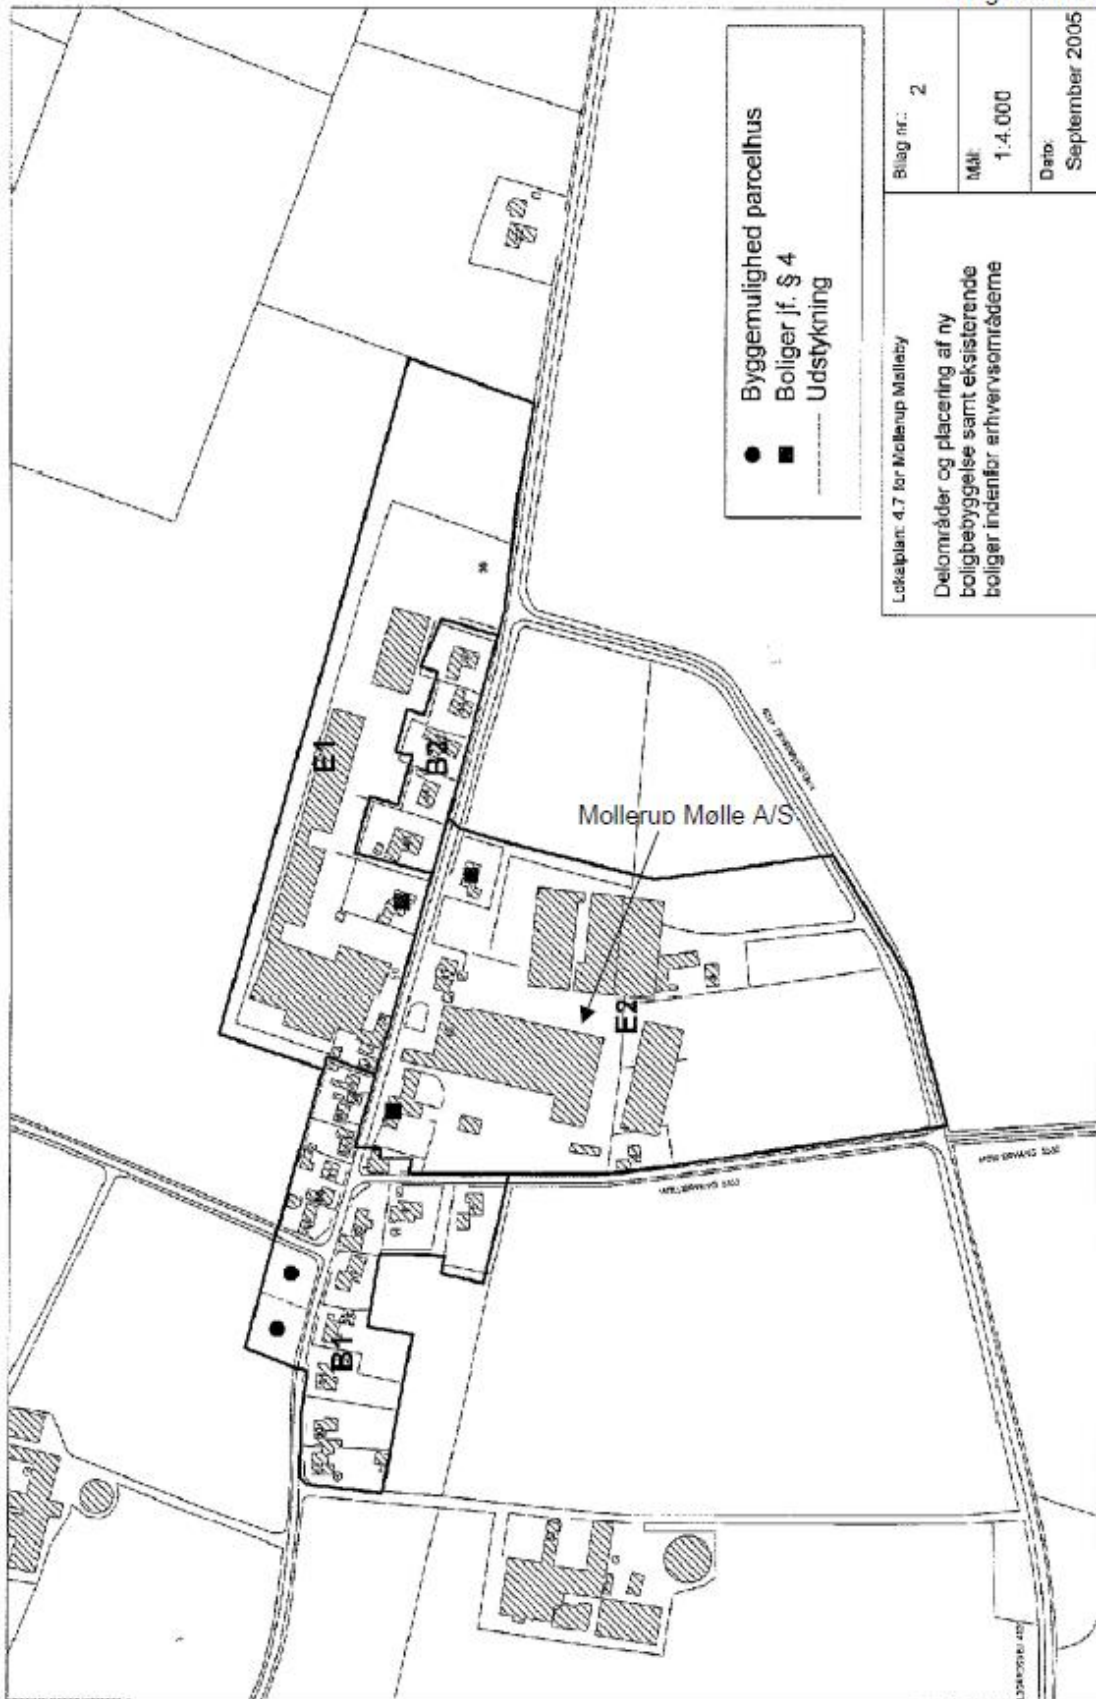 Byggemulighed parcelhus
Boliger jf. § 4
Udstykning
Lokalplan: 4.7 for Mollerup Mølleby
Delområder og placering af ny
boligbebyggelse samt eksisterende
boliger indenfor erhvervsområderne
Bilag nr.: 2
Mål:
1:4.000
Dato:
September 2005
E1
B2
Mollerup Mølle A/S
E2
B1